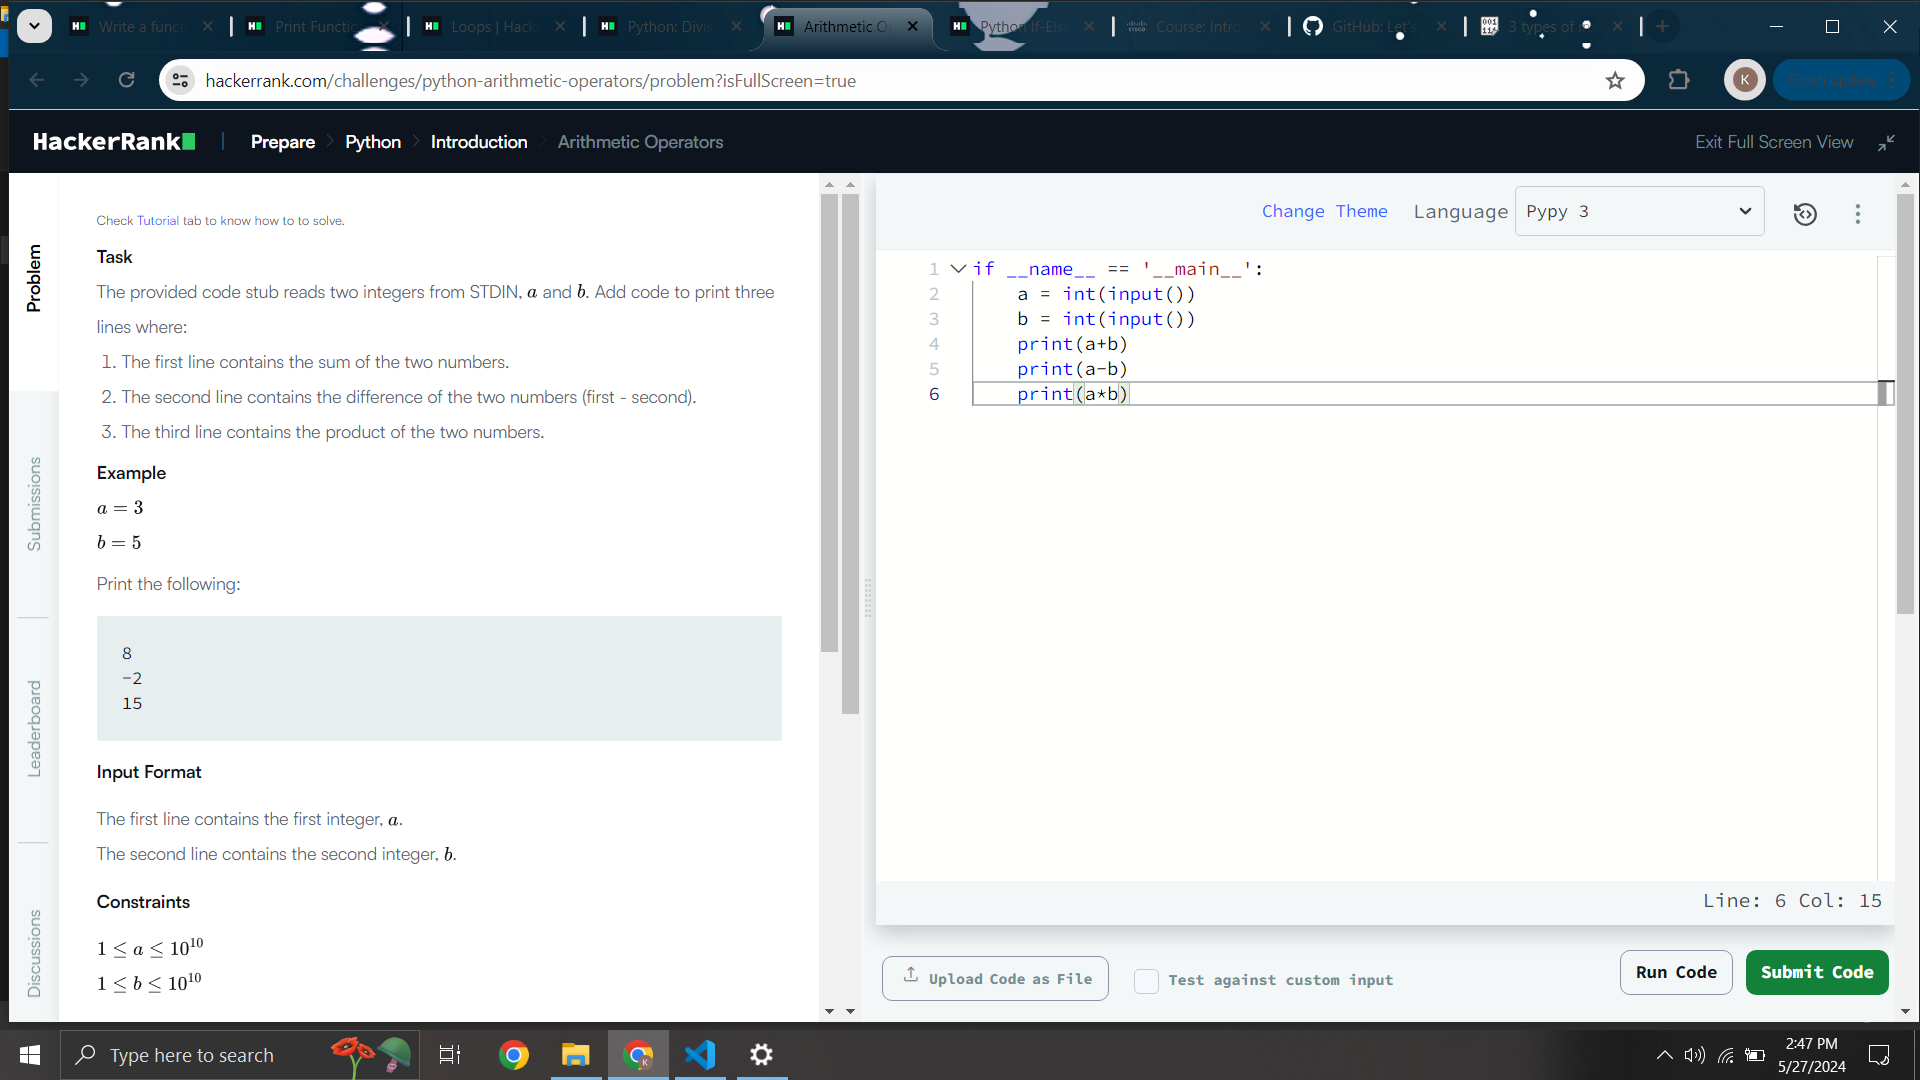 Write a funct
Print Functio
Loops | Hack
Python: Divis
Arithmetic O
Python If-Els
Course: Intro
GitHub: Let's
3 types of
hackerrank.com/challenges/python-arithmetic-operators/problem?isFullScreen=true
K
Finish update
HackerRank
Prepare
Python
Introduction
Arithmetic Operators
Exit Full Screen View
Problem
Submissions
Leaderboard
Discussions
Check Tutorial tab to know how to to solve.
Task
The provided code stub reads two integers from STDIN, a and b. Add code to print three
lines where:
1. The first line contains the sum of the two numbers.
2. The second line contains the difference of the two numbers (first - second).
3. The third line contains the product of the two numbers.
Example
a = 3
b = 5
Print the following:
8
-2
15
Input Format
The first line contains the first integer, a.
The second line contains the second integer, b.
Constraints
1 ≤ a ≤ 10¹⁰
1 ≤ b ≤ 10¹⁰
Change Theme
Language
Pypy 3
1 if __name__ == '__main__':
2 a = int(input())
3 b = int(input())
4 print(a+b)
5 print(a-b)
6 print(a*b)
Line: 6 Col: 15
Upload Code as File
Test against custom input
Run Code
Submit Code
Type here to search
2:47 PM
5/27/2024